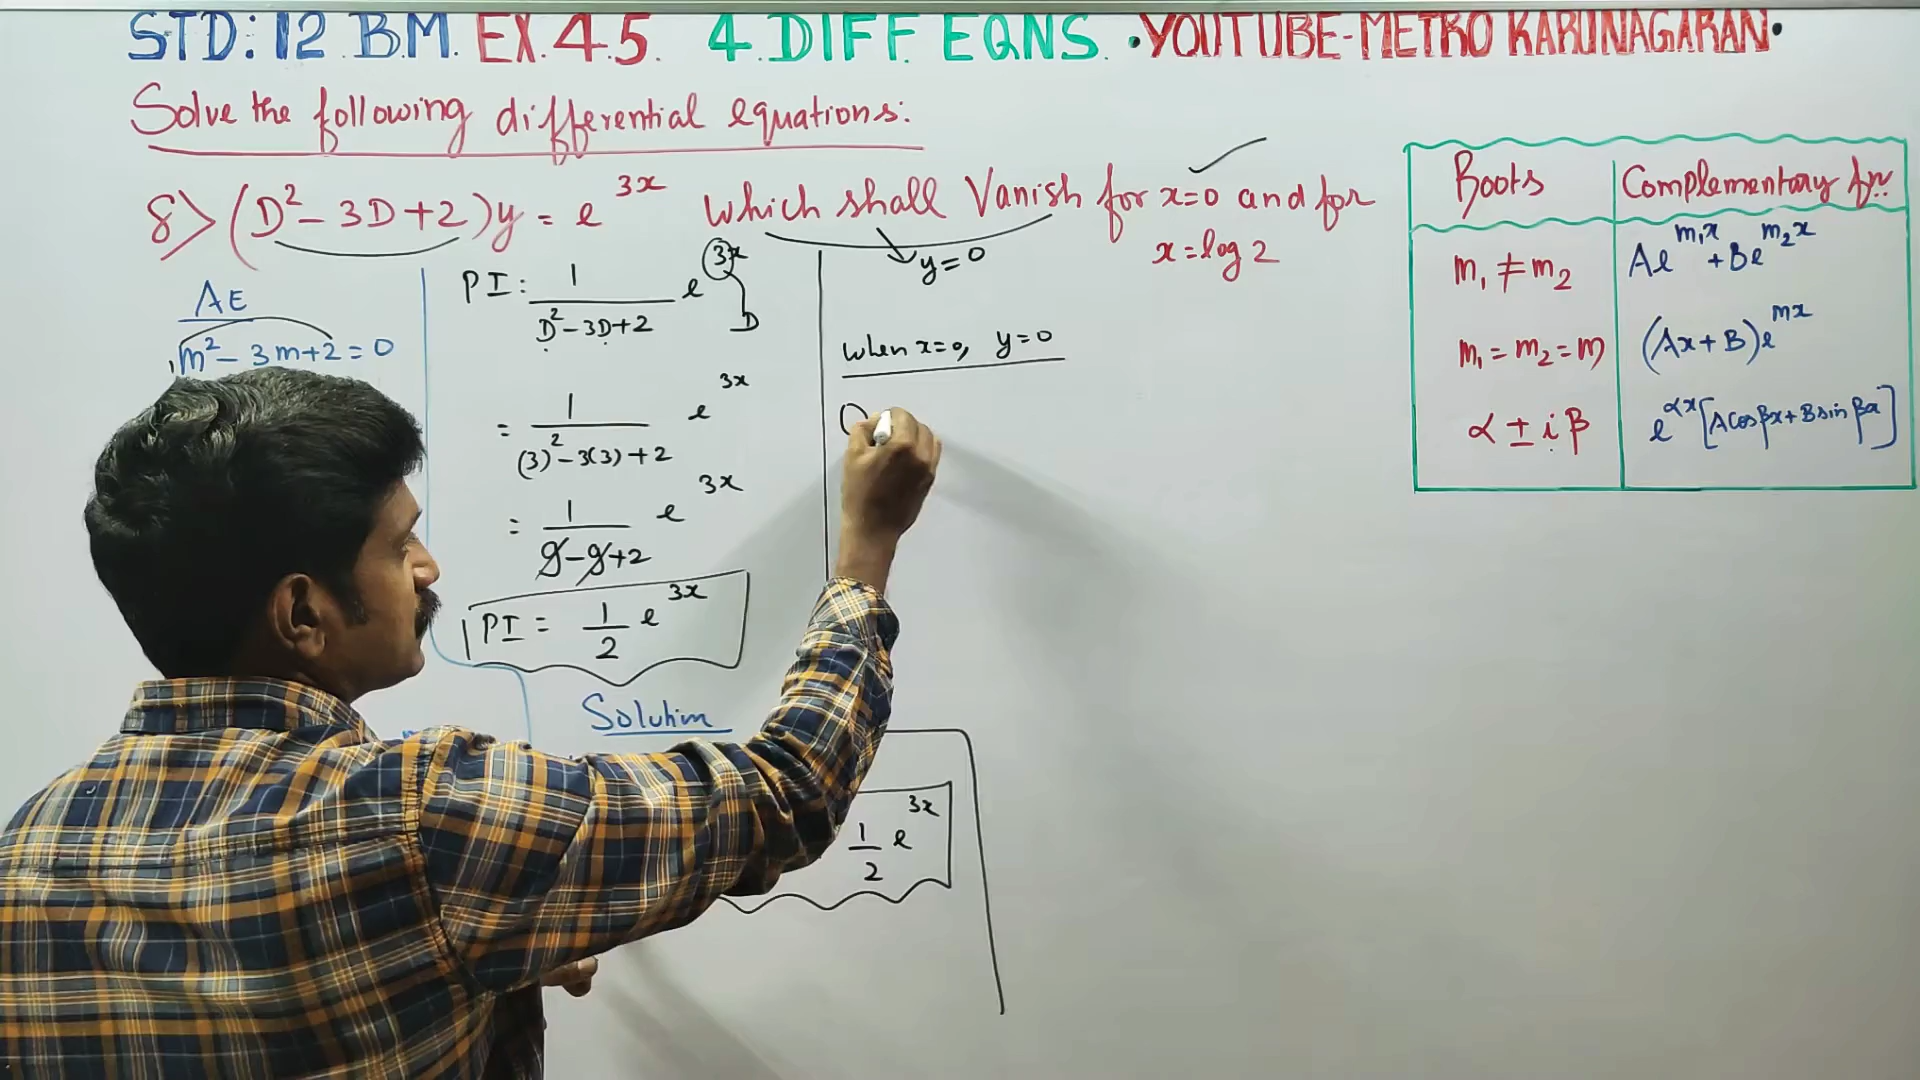 STD: 12 B.M. EX. 4.5. 4. DIFF. EQNS. • YOUTUBE-METRO KARUNAGARAN •
Solve the following differential equations:
8> (D² - 3D + 2)y = e^3x which shall Vanish for x=0 and for
x = log 2
→ y = 0
AE
m² - 3m + 2 = 0
PI: 1/(D² - 3D + 2) e^3x
D
= 1/((3)² - 3(3) + 2) e^3x
= 1/(9 - 9 + 2) e^3x
PI = 1/2 e^3x
Solution
1/2 e^3x
when x=0, y=0
Roots Complementary fn.
m₁ ≠ m₂ Ae^m₁x + Be^m₂x
m₁ = m₂ = m (Ax + B)e^mx
α ± iβ e^αx [A cos βx + B sin βx]